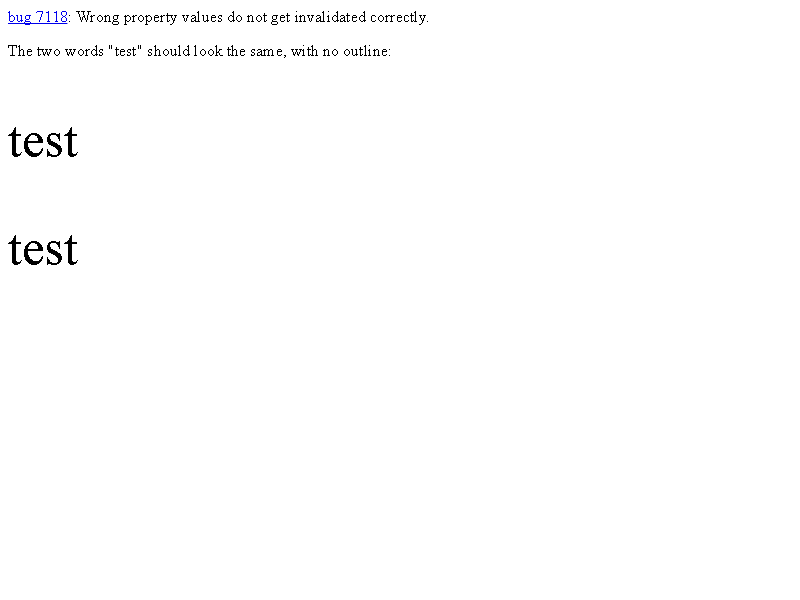 bug 7118: Wrong property values do not get invalidated correctly.
The two words "test" should look the same, with no outline:
test
test